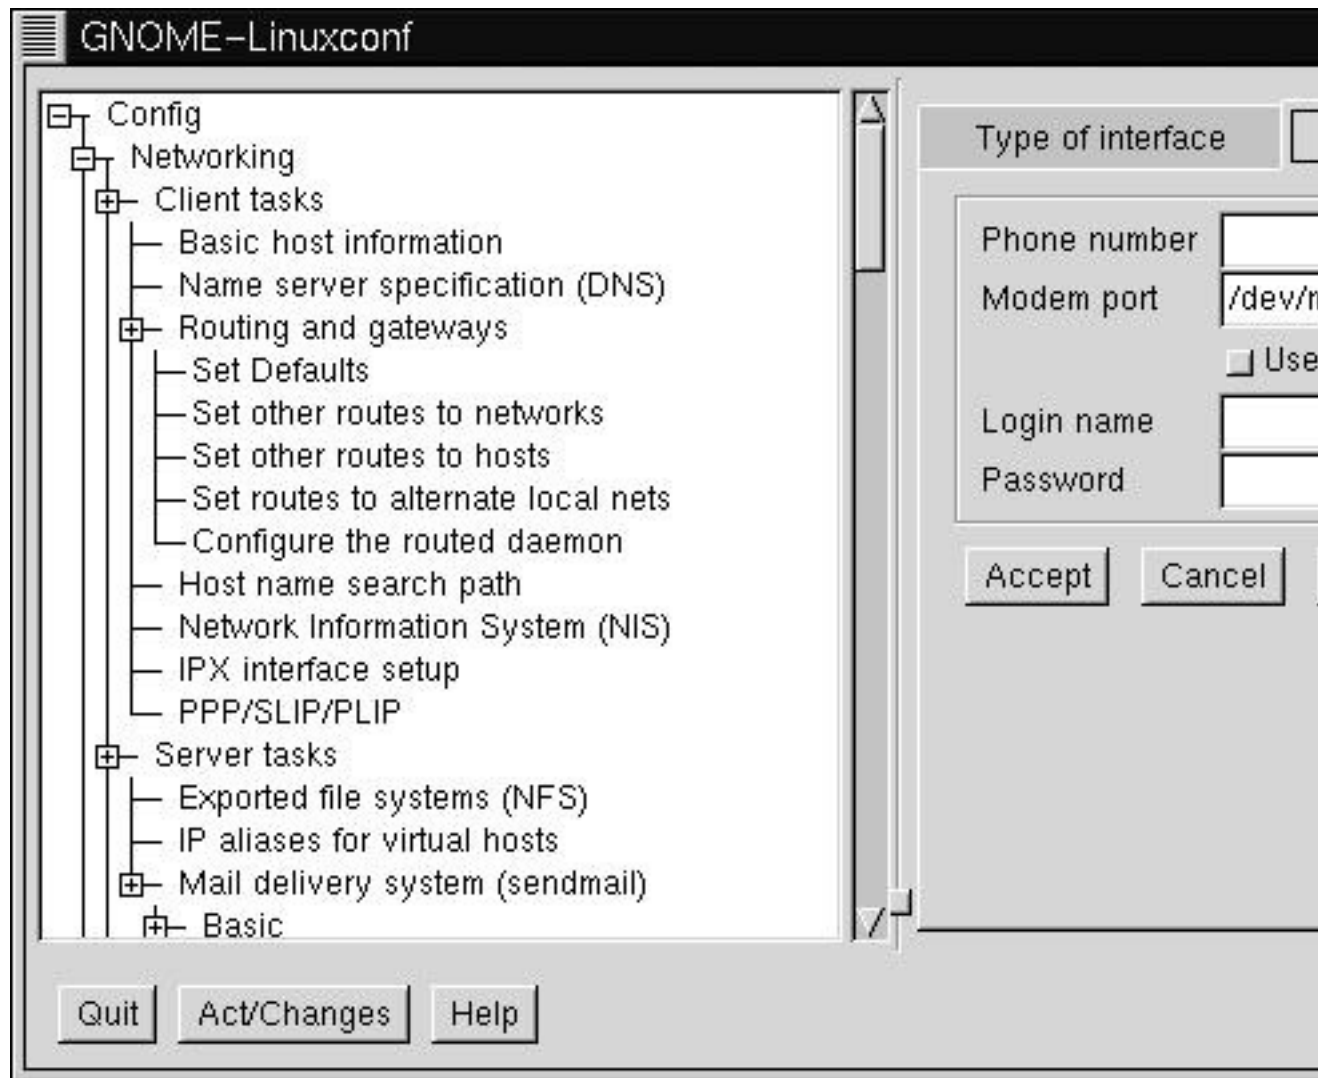 GNOME-Linuxconf
Config
Networking
Client tasks
Basic host information
Name server specification (DNS)
Routing and gateways
Set Defaults
Set other routes to networks
Set other routes to hosts
Set routes to alternate local nets
Configure the routed daemon
Host name search path
Network Information System (NIS)
IPX interface setup
PPP/SLIP/PLIP
Server tasks
Exported file systems (NFS)
IP aliases for virtual hosts
Mail delivery system (sendmail)
Basic
Type of interface
Phone number
Modem port
Use
Login name
Password
Accept Cancel
Quit Act/Changes Help